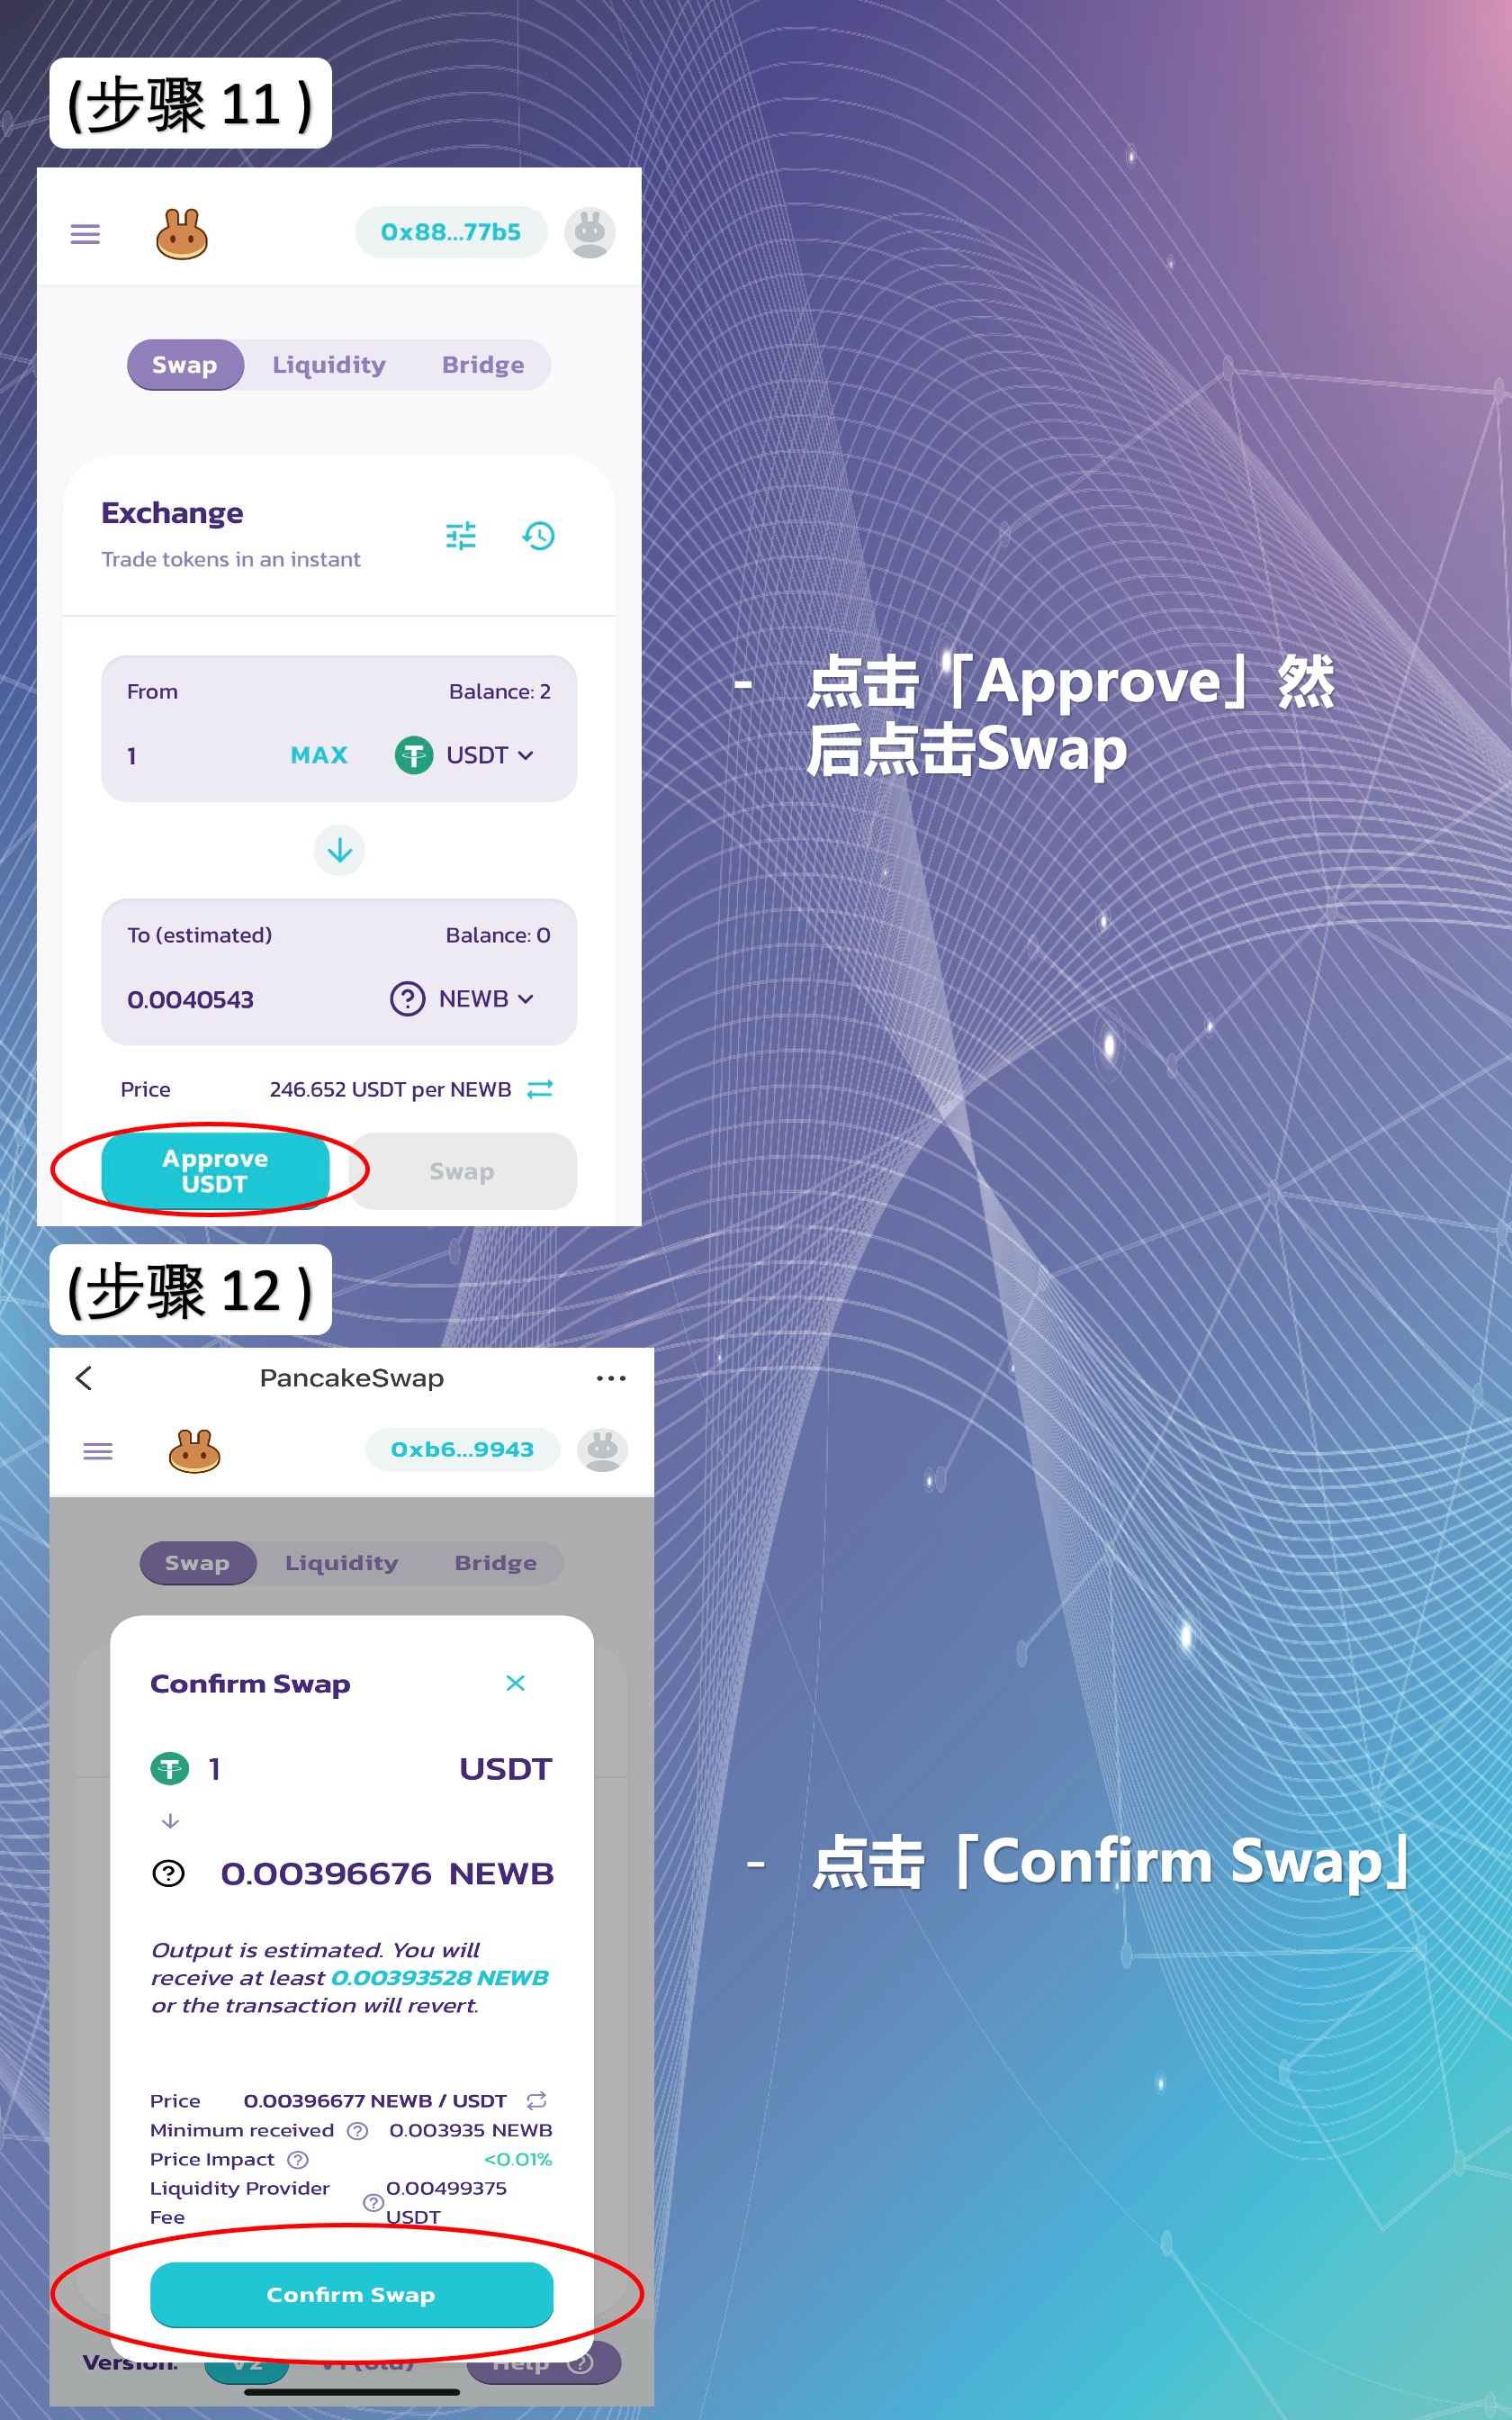 (步骤 11 )
0x88...77b5
Swap Liquidity Bridge
Exchange
Trade tokens in an instant
From Balance: 2
1 MAX USDT
To (estimated) Balance: 0
0.0040543 NEWB
Price 246.652 USDT per NEWB
Approve
USDT
Swap
- 点击「Approve」然
后点击Swap
(步骤 12 )
PancakeSwap
0xb6...9943
Swap Liquidity Bridge
Confirm Swap
1 USDT
0.00396676 NEWB
Output is estimated. You will
receive at least 0.00393528 NEWB
or the transaction will revert.
Price 0.00396677 NEWB / USDT
Minimum received 0.003935 NEWB
Price Impact <0.01%
Liquidity Provider 0.00499375
Fee USDT
Confirm Swap
Version: V2 V1 (old) Help
- 点击「Confirm Swap」